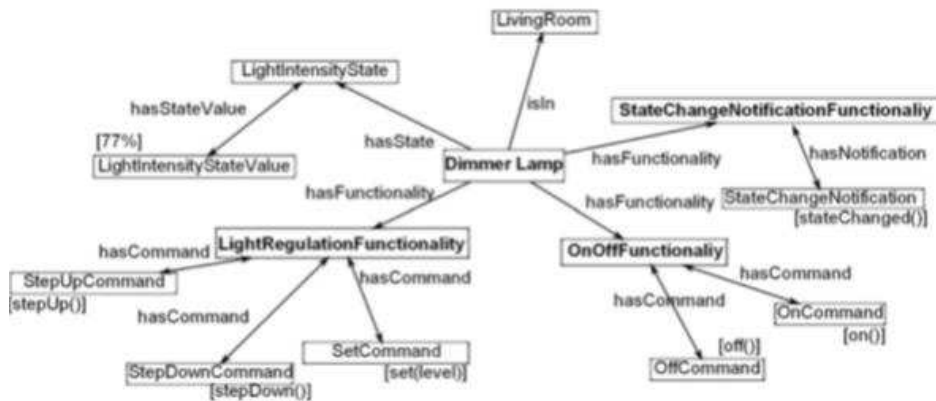 LivingRoom
LightIntensityState
hasStateValue
isIn
StateChangeNotificationFunctionaliy
[77%]
hasState
LightIntensityStateValue
Dimmer Lamp
hasFunctionality
hasNotification
hasFunctionality
hasFunctionality
StateChangeNotification
[stateChanged()]
LightRegulationFunctionality
OnOffFunctionaliy
hasCommand
hasCommand
hasCommand
StepUpCommand
[stepUp()]
hasCommand
hasCommand
OnCommand
[on()]
SetCommand
[set(level)]
[off()]
OffCommand
StepDownCommand
[stepDown()]